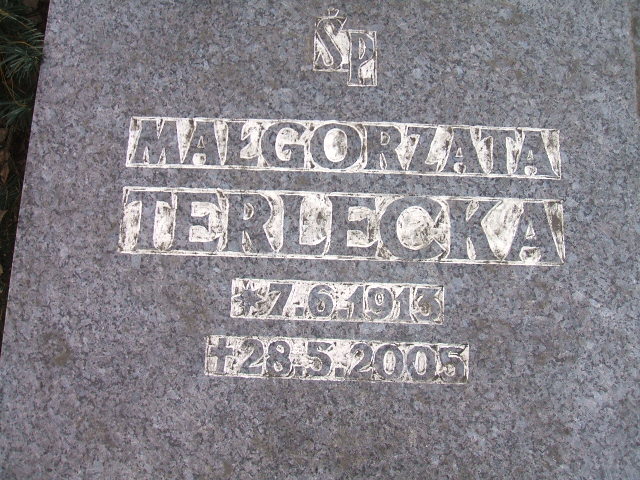 ŚP
MAŁGORZATA
TERLECKA
*7.6.1913
†28.5.2005